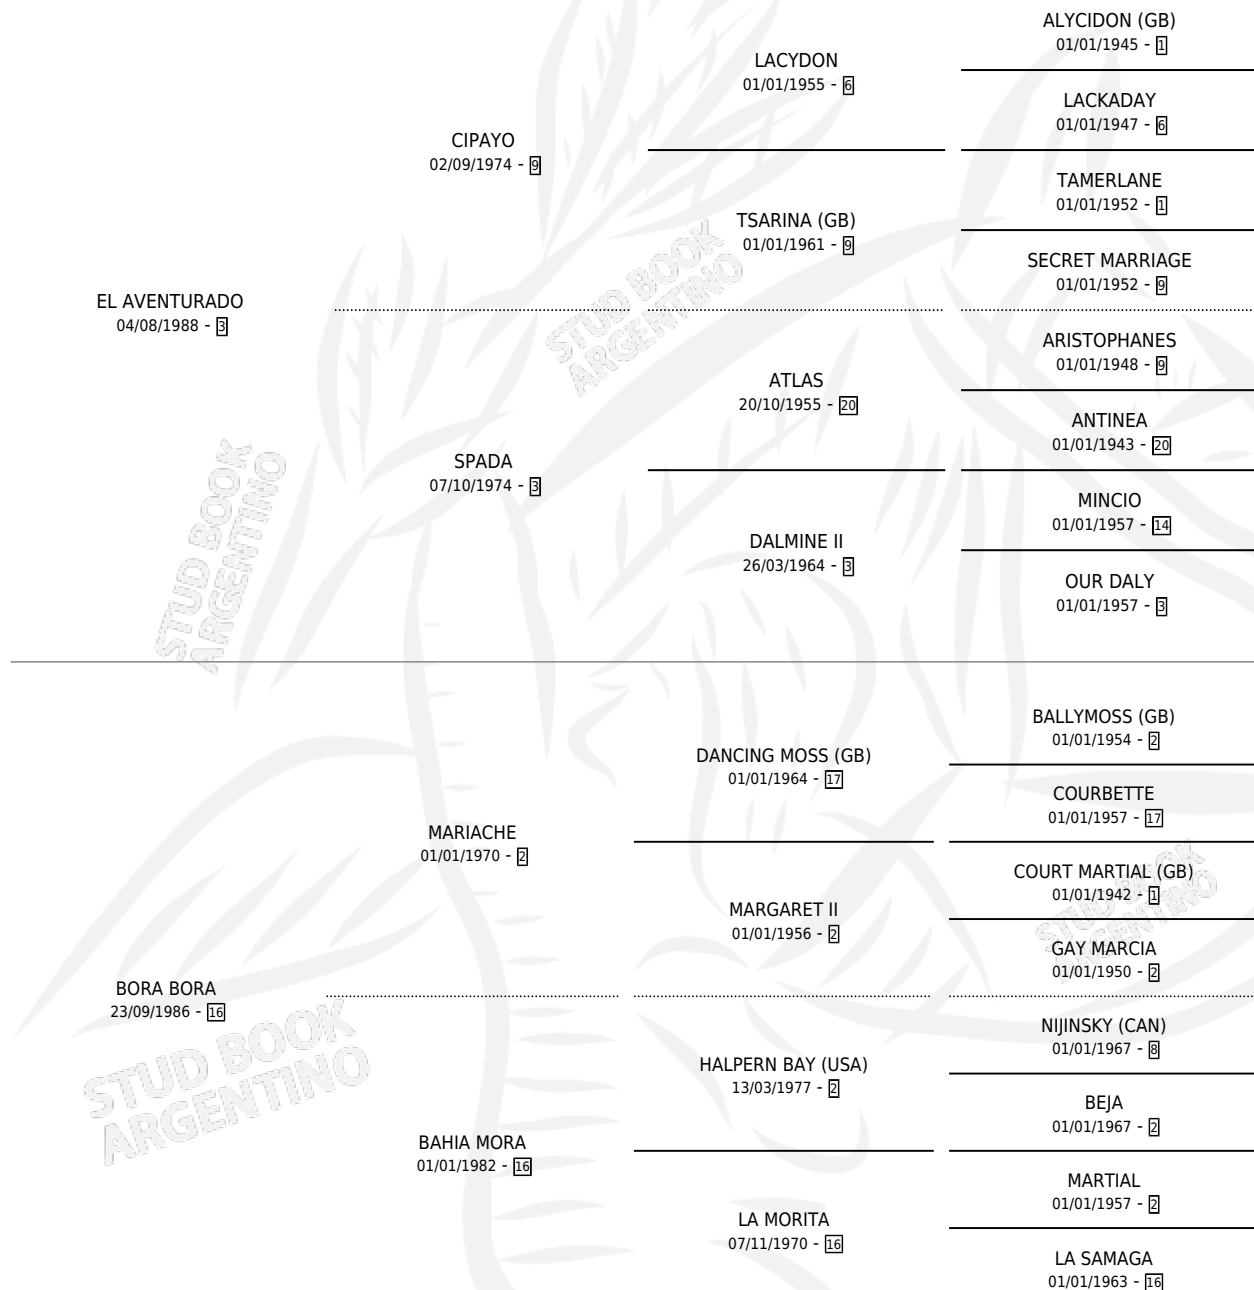 ALYCIDON (GB)
01/01/1945 - 1
LACYDON
01/01/1955 - 6
LACKADAY
01/01/1947 - 6
CIPAYO
02/09/1974 - 9
TAMERLANE
01/01/1952 - 1
TSARINA (GB)
01/01/1961 - 9
SECRET MARRIAGE
01/01/1952 - 9
EL AVENTURADO
04/08/1988 - 3
STUD BOOK
ARGENTINO
ARISTOPHANES
01/01/1948 - 9
ATLAS
20/10/1955 - 20
ANTINEA
01/01/1943 - 20
SPADA
07/10/1974 - 3
MINCIO
01/01/1957 - 14
DALMINE II
26/03/1964 - 3
OUR DALY
01/01/1957 - 3
STUD BOOK
ARGENTINO
BALLYMOSS (GB)
01/01/1954 - 2
DANCING MOSS (GB)
01/01/1964 - 17
COURBETTE
01/01/1957 - 17
MARIACHE
01/01/1970 - 2
COURT MARTIAL (GB)
01/01/1942 - 1
MARGARET II
01/01/1956 - 2
STUD BOOK
ARGENTINO
GAY MARCIA
01/01/1950 - 2
BORA BORA
23/09/1986 - 16
STUD BOOK
ARGENTINO
NIJINSKY (CAN)
01/01/1967 - 8
HALPERN BAY (USA)
13/03/1977 - 2
BEJA
01/01/1967 - 2
BAHIA MORA
01/01/1982 - 16
MARTIAL
01/01/1957 - 2
LA MORITA
07/11/1970 - 16
LA SAMAGA
01/01/1963 - 16